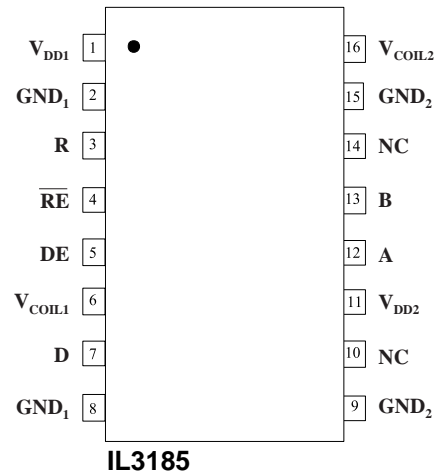 V_DD1 1 16 V_COIL2
GND_1 2 15 GND_2
R 3 14 NC
R̅E̅ 4 13 B
DE 5 12 A
V_COIL1 6 11 V_DD2
D 7 10 NC
GND_1 8 9 GND_2
IL3185